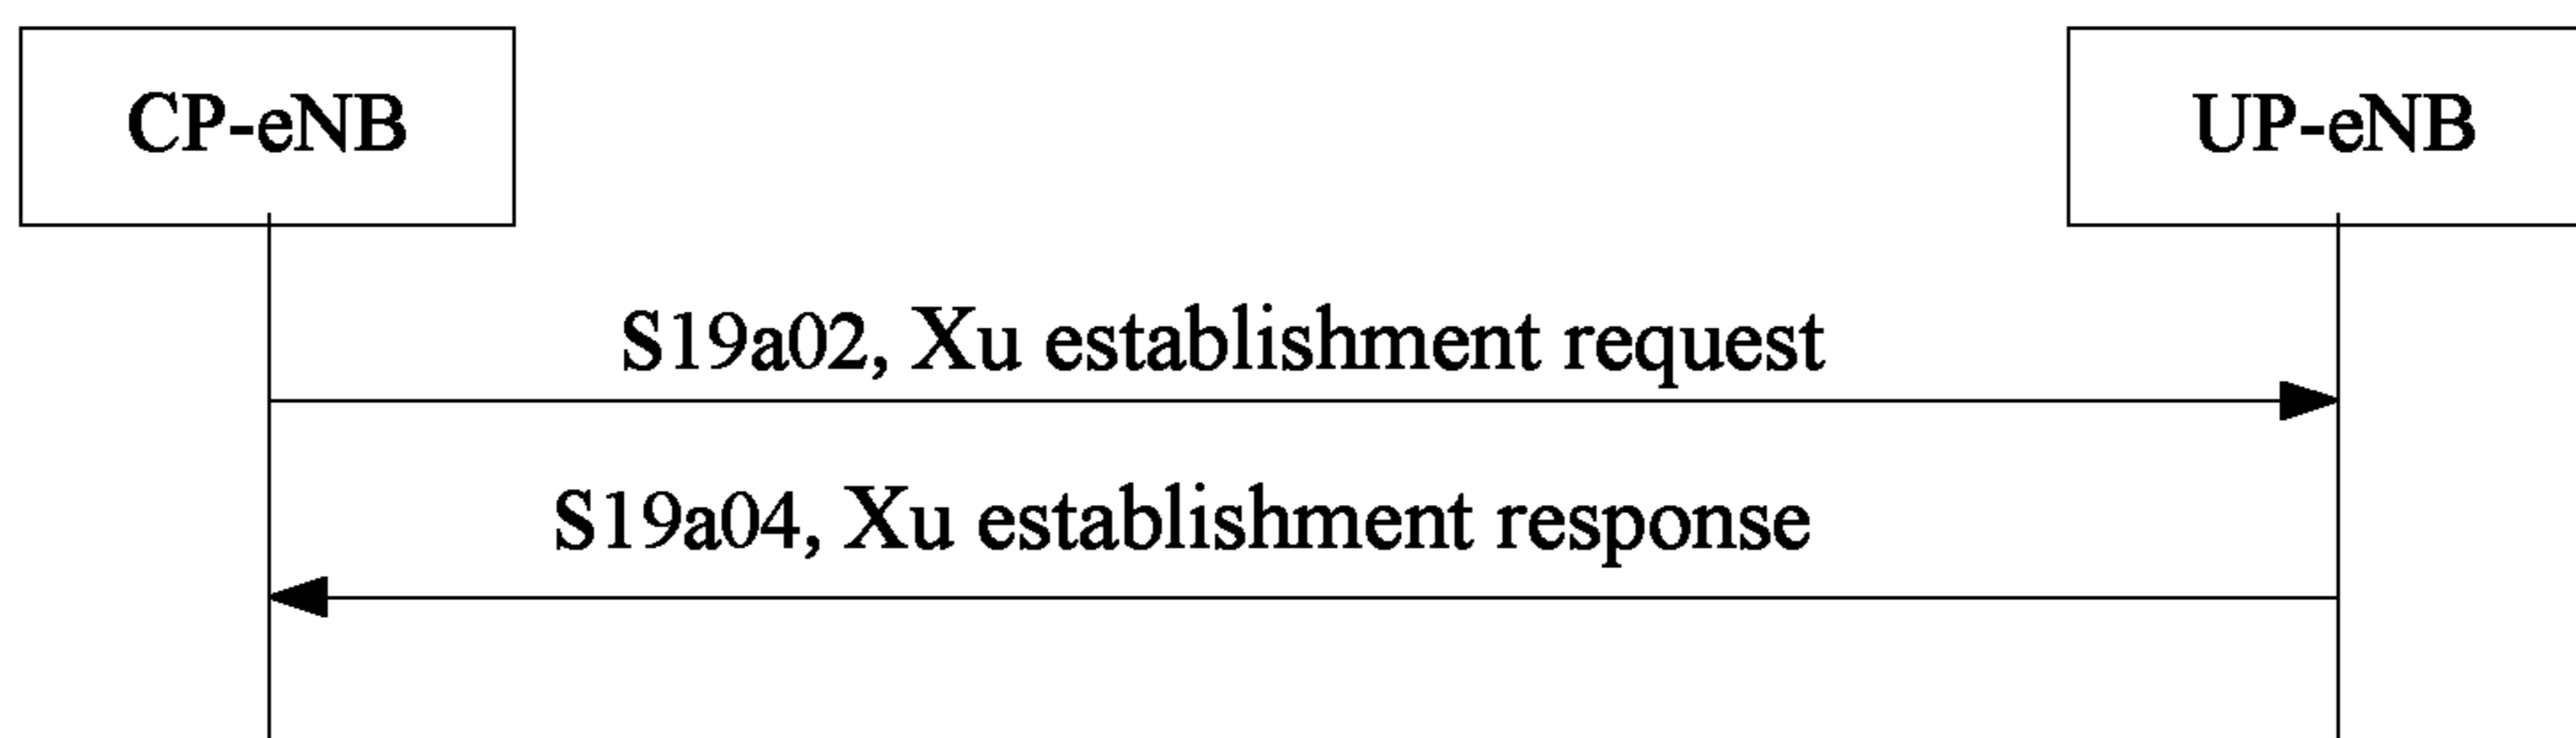 CP-eNB
UP-eNB
S19a02, Xu establishment request
S19a04, Xu establishment response